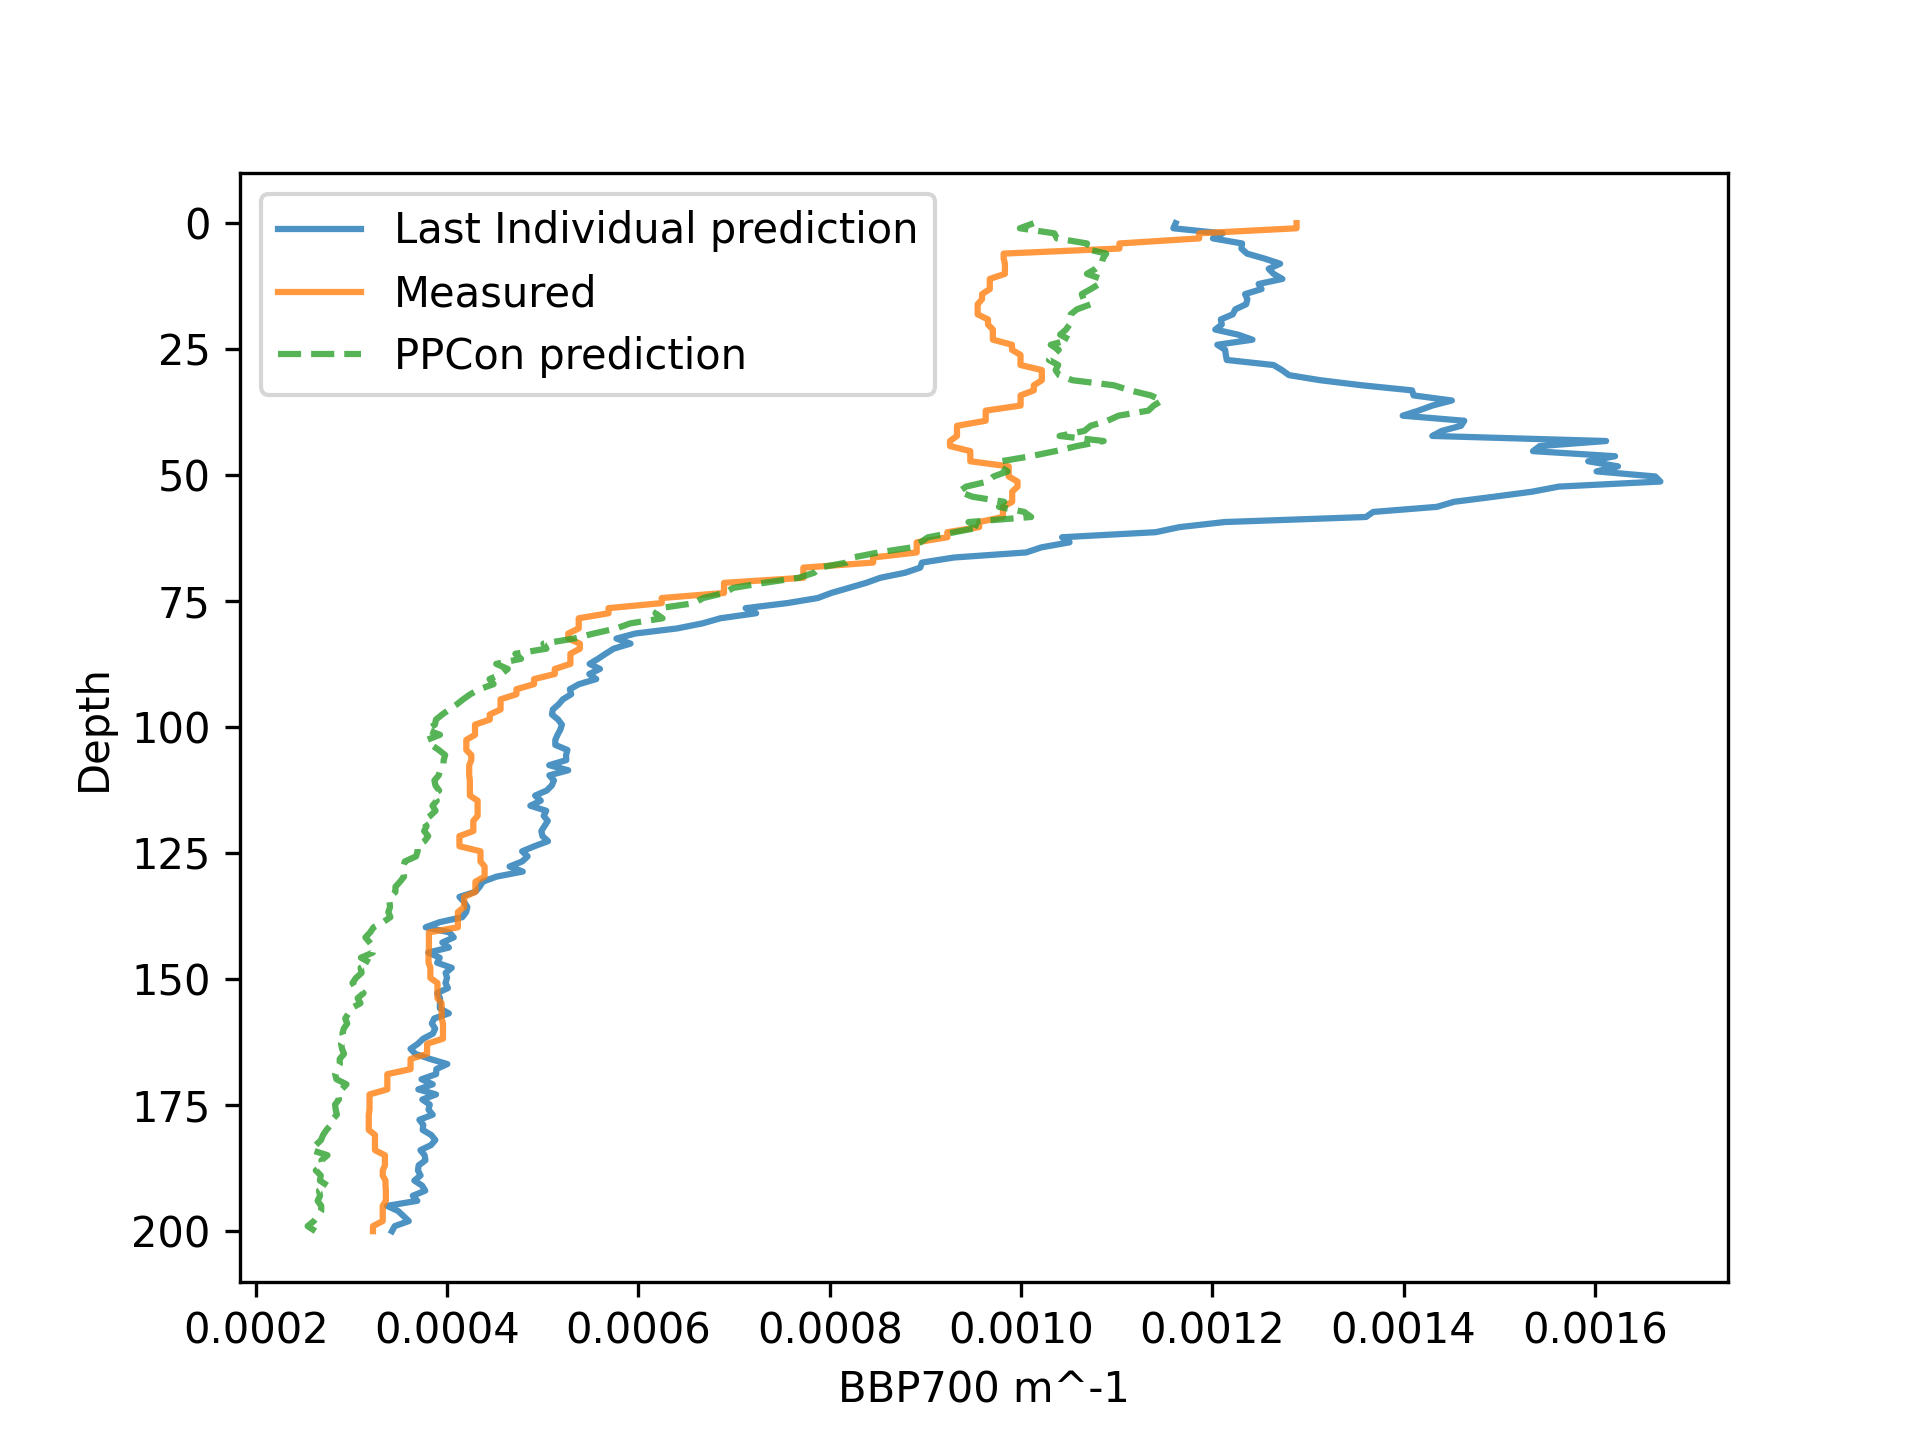 Last Individual prediction
Measured
PPCon prediction
0
25
50
75
100
125
150
175
200
Depth
0.0002 0.0004 0.0006 0.0008 0.0010 0.0012 0.0014 0.0016
BBP700 m^-1